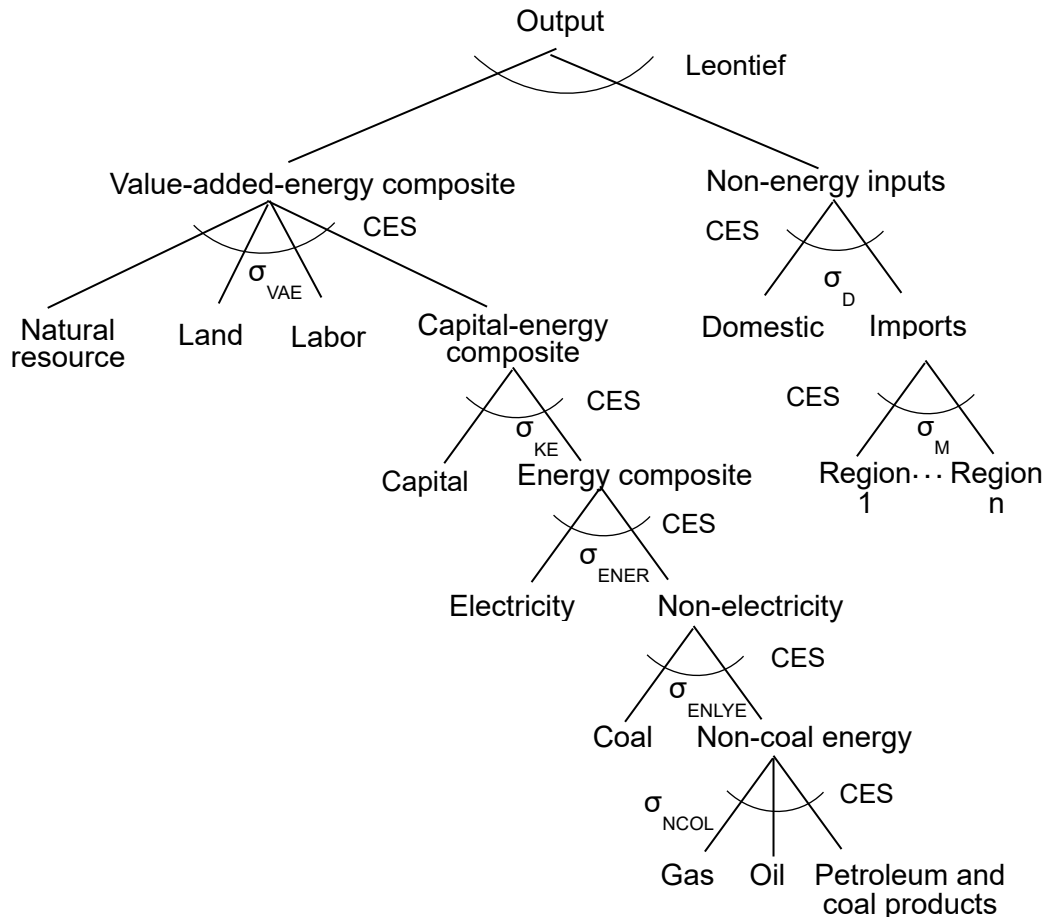 Output
Leontief
Value-added-energy composite
Non-energy inputs
CES
CES
σ VAE
σ D
Natural
resource
Land
Labor
Capital-energy
composite
Domestic
Imports
CES
CES
σ KE
σ M
Capital
Energy composite
Region
1
...
Region
n
CES
σ ENER
Electricity
Non-electricity
CES
σ ENLYE
Coal
Non-coal energy
σ NCOL
CES
Gas
Oil
Petroleum and
coal products